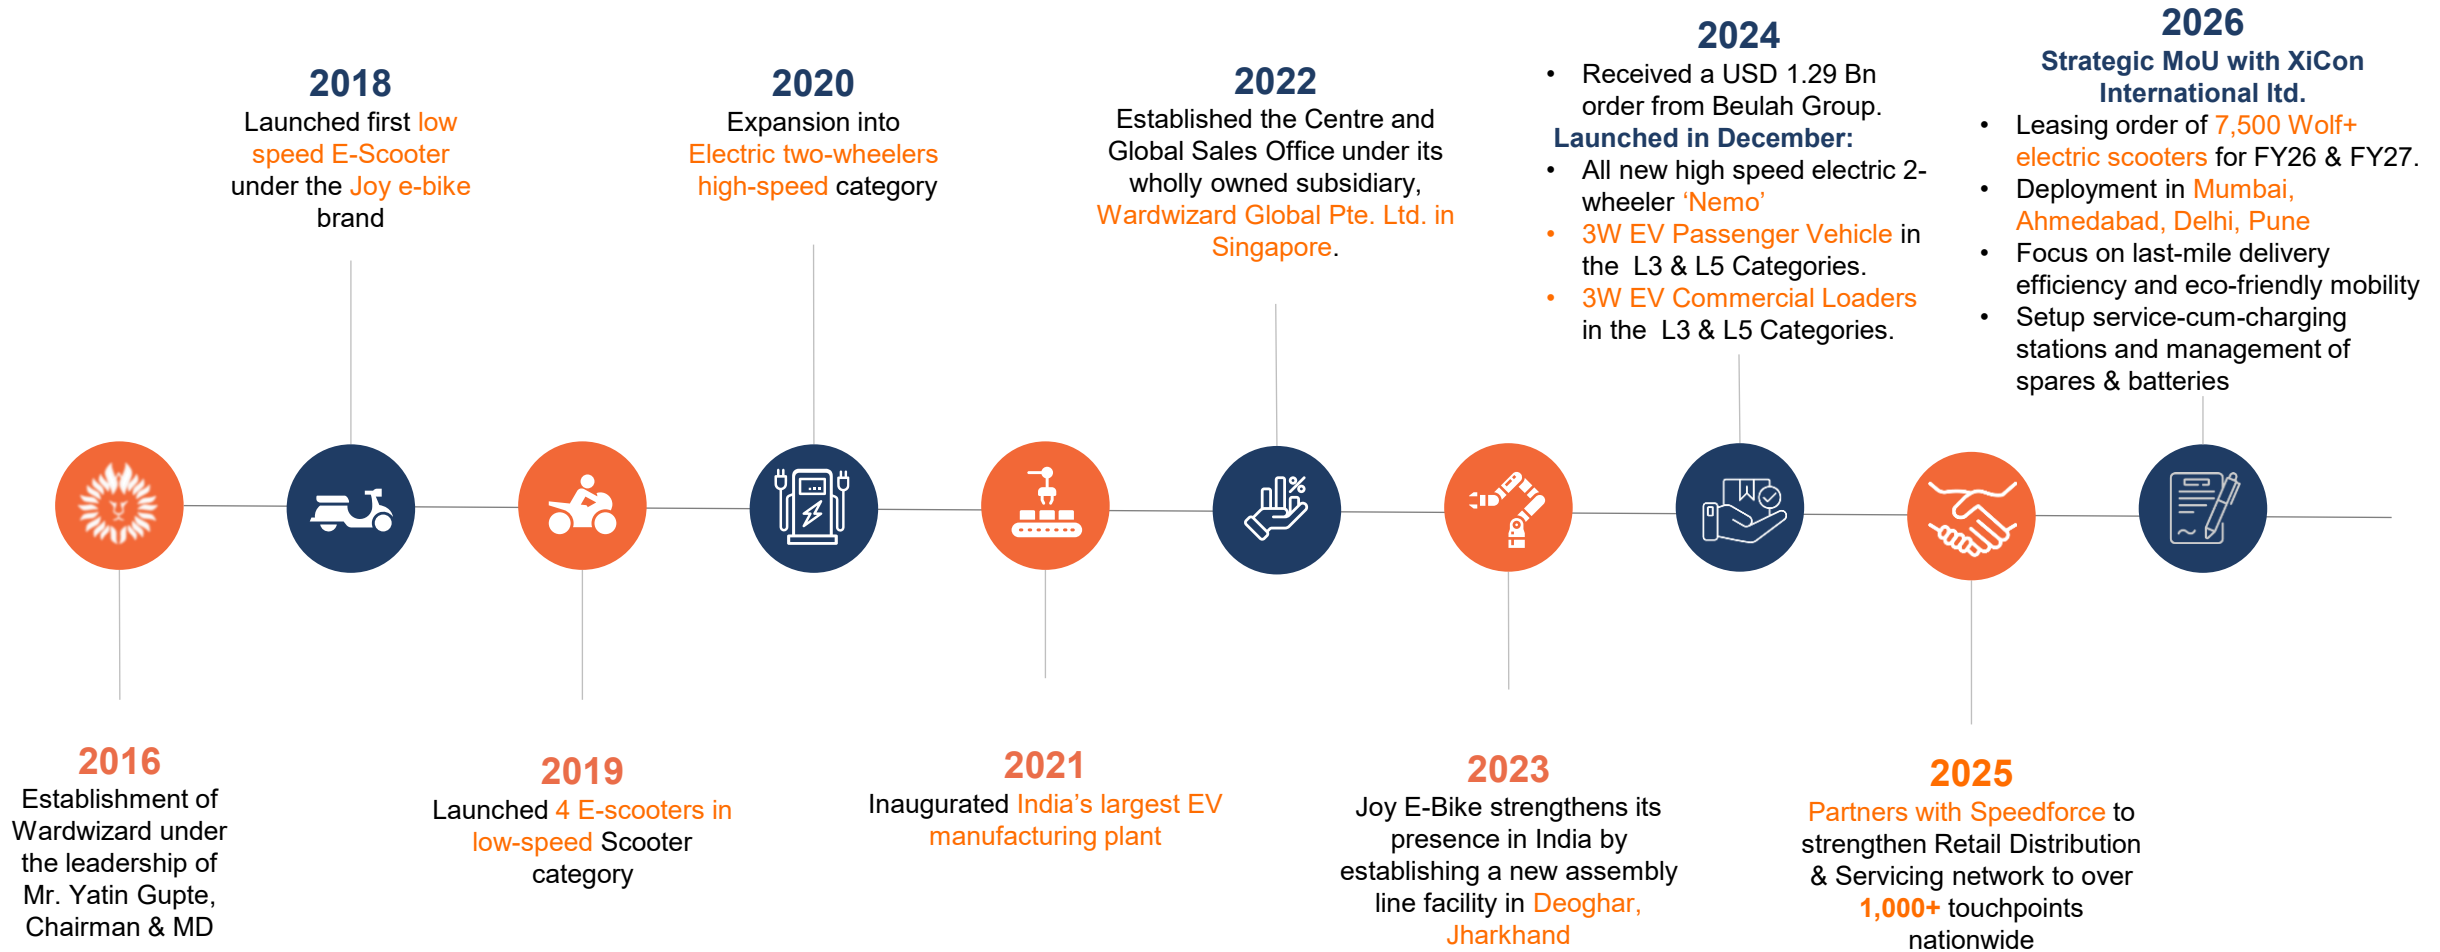 2016
Establishment of
Wardwizard under
the leadership of
Mr. Yatin Gupte,
Chairman & MD
2018
Launched first low
speed E-Scooter
under the Joy e-bike
brand
2019
Launched 4 E-scooters in
low-speed Scooter
category
2020
Expansion into
Electric two-wheelers
high-speed category
2021
Inaugurated India's largest EV
manufacturing plant
2022
Established the Centre and
Global Sales Office under its
wholly owned subsidiary,
Wardwizard Global Pte. Ltd. in
Singapore.
%
2023
Joy E-Bike strengthens its
presence in India by
establishing a new assembly
line facility in Deoghar,
Jharkhand
2024
• Received a USD 1.29 Bn
order from Beulah Group.
Launched in December:
• All new high speed electric 2-
wheeler ‘Nemo’
• 3W EV Passenger Vehicle in
the L3 & L5 Categories.
• 3W EV Commercial Loaders
in the L3 & L5 Categories.
2025
Partners with Speedforce to
strengthen Retail Distribution
& Servicing network to over
1,000+ touchpoints
nationwide
2026
Strategic MoU with XiCon
International ltd.
• Leasing order of 7,500 Wolf+
electric scooters for FY26 & FY27.
• Deployment in Mumbai,
Ahmedabad, Delhi, Pune
• Focus on last-mile delivery
efficiency and eco-friendly mobility
• Setup service-cum-charging
stations and management of
spares & batteries